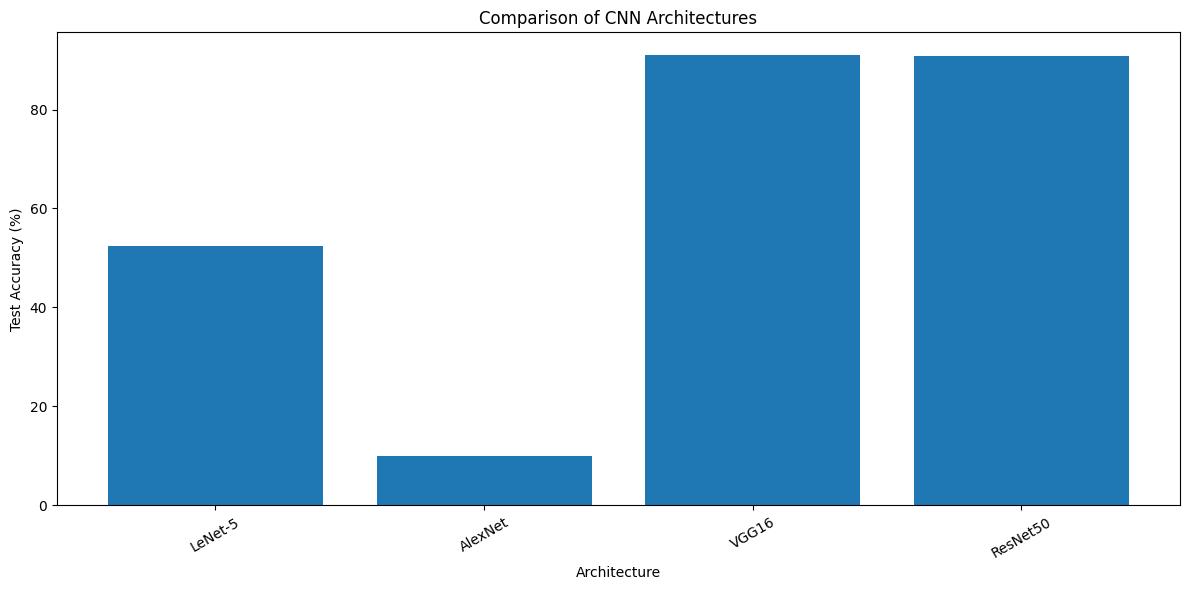 Comparison of CNN Architectures
Test Accuracy (%)
80
60
40
20
0
LeNet-5
AlexNet
VGG16
ResNet50
Architecture